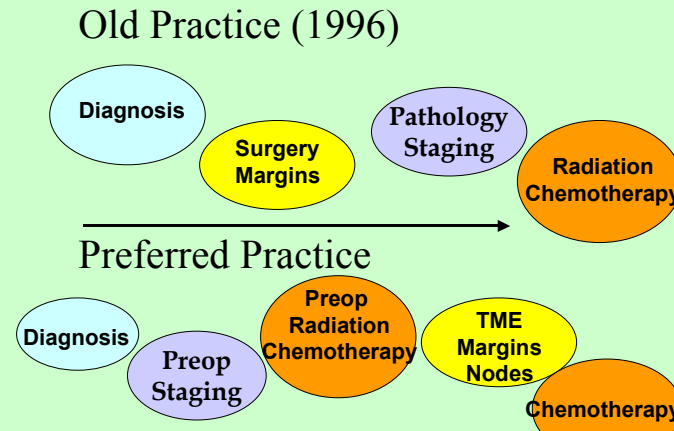 Old Practice (1996)
Diagnosis
Surgery
Margins
Pathology
Staging
Radiation
Chemotherapy
Preferred Practice
Diagnosis
Preop
Staging
Preop
Radiation
Chemotherapy
TME
Margins
Nodes
Chemotherapy